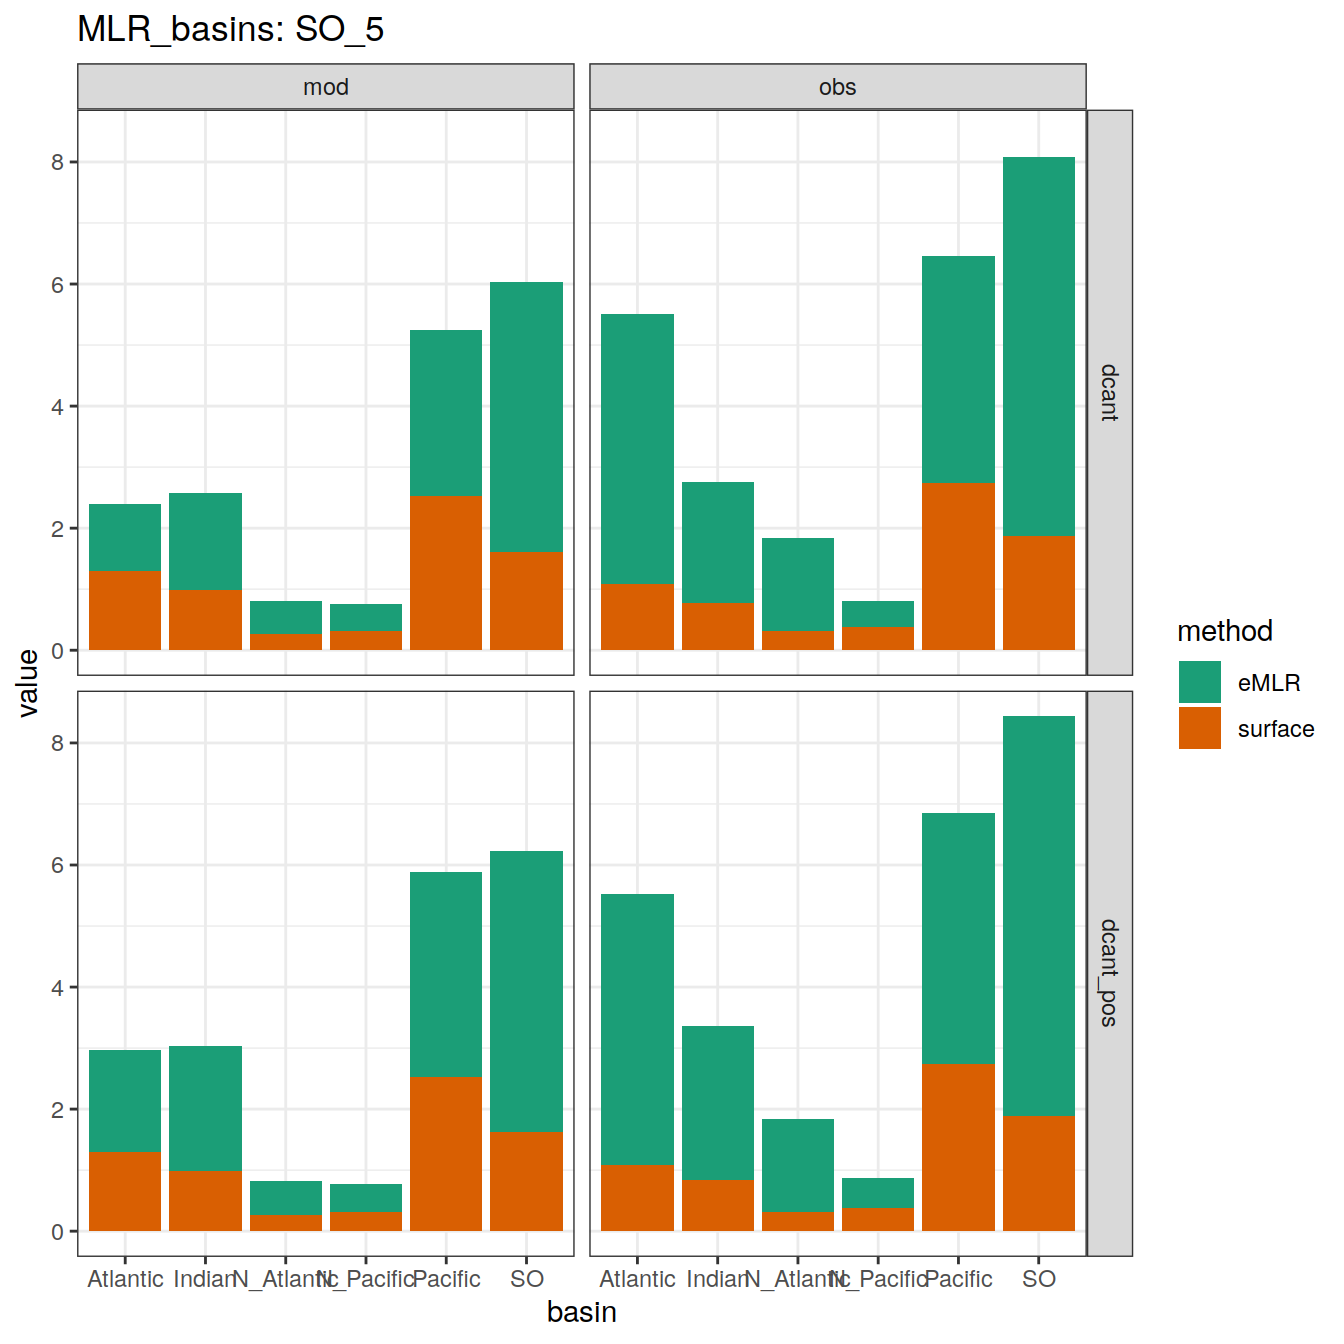 MLR_basins: SO_5
mod
obs
8
6
4
2
0
dcant
8
6
4
2
0
dcant_pos
value
Atlantic Indian N_Atlantic N_Pacific Pacific SO
Atlantic Indian N_Atlantic N_Pacific Pacific SO
basin
method
eMLR
surface